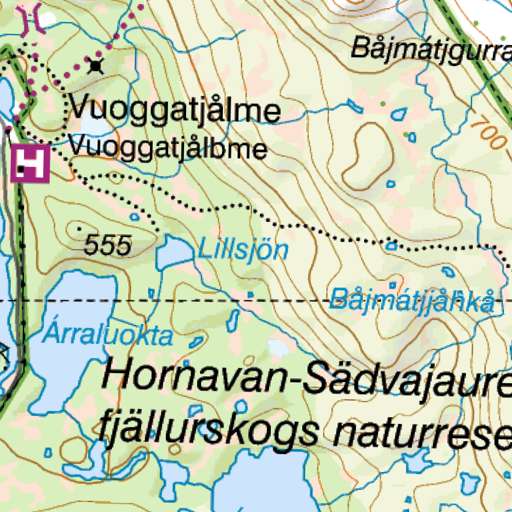 Båjmátjgurra
Vuoggatjålme
Vuoggatjålbme
700
H
555
Lillsjön
Båjmátjjåhkå
Árraluokta
Hornavan-Sädvajaure
fjällurskogs naturrese